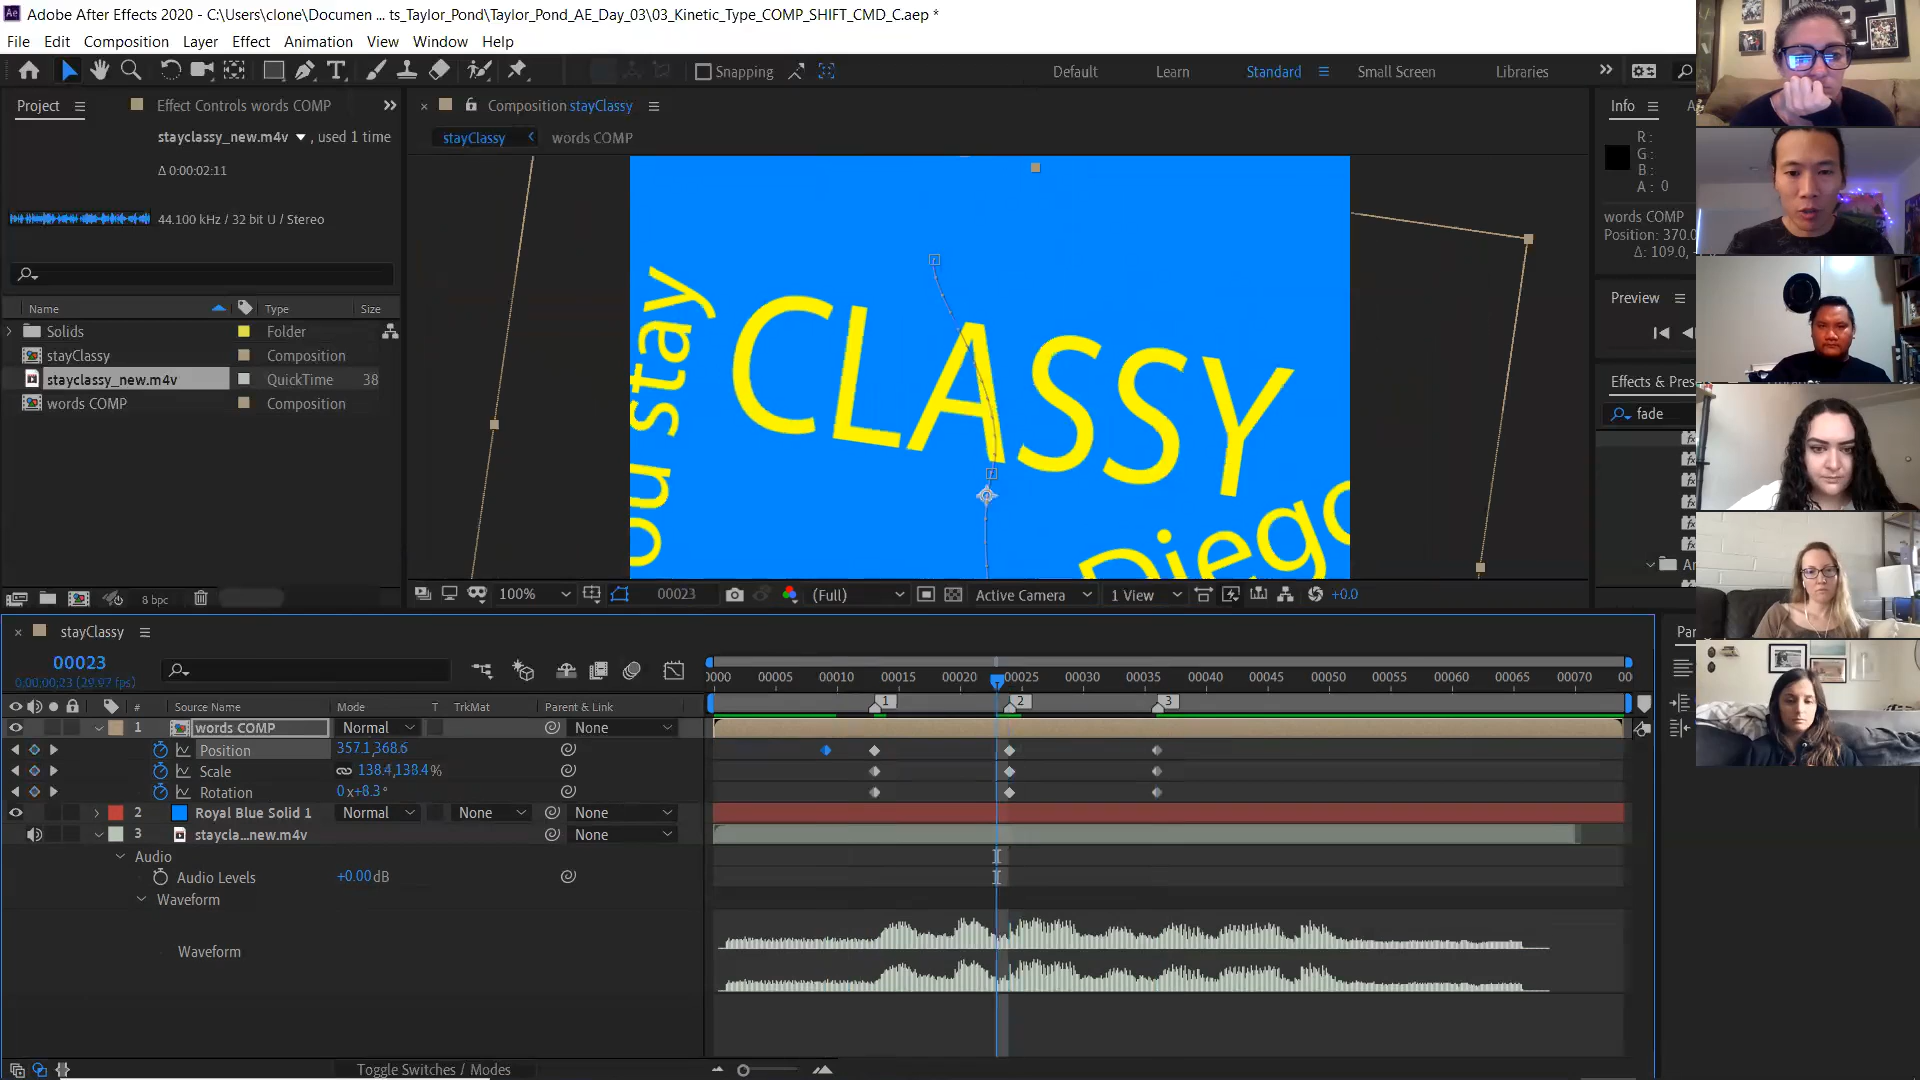 Adobe After Effects 2020 - C:\Users\clone\Documen ... ts_Taylor_Pond\Taylor_Pond_AE_Day_03\03_Kinetic_Type_COMP_SHIFT_CMD_C.aep *
File Edit Composition Layer Effect Animation View Window Help
Snapping Default Learn Standard Small Screen Libraries
Project Effect Controls words COMP
stayclassy_new.m4v , used 1 time
Δ 0:00:02:11
44.100 kHz / 32 bit U / Stereo
Name Type Size
Solids Folder
stayClassy Composition
stayclassy_new.m4v QuickTime 38
words COMP Composition
8 bpc
Composition stayClassy
stayClassy words COMP
ou stay
CLASSY
Diego
100% 00023 (Full) Active Camera 1 View +0.0
Info
R:
G:
B:
A: 0
words COMP
Position: 370.0
Δ: 109.0,
Preview
Effects & Pres
fade
stayClassy
00023
0:00:00:23 (29.97 fps)
0000 00005 00010 00015 00020 00025 00030 00035 00040 00045 00050 00055 00060 00065 00070 00
# Source Name Mode T TrkMat Parent & Link
1 2 3
1 words COMP Normal None
Position 357.1,368.6
Scale 138.4,138.4%
Rotation 0x+8.3°
2 Royal Blue Solid 1 Normal None None
3 staycla...new.m4v None
Audio
Audio Levels +0.00dB
Waveform
Waveform
Toggle Switches / Modes
Par